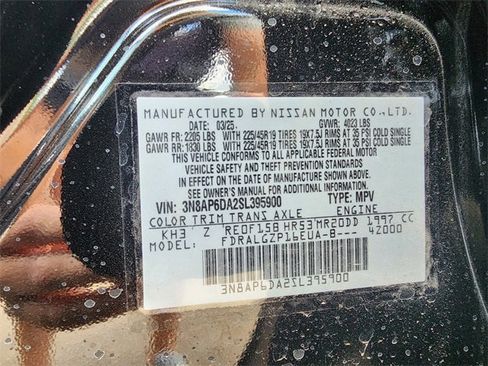 MANUFACTURED BY NISSAN MOTOR CO.,LTD.
DATE: 03/25 GVWR: 4023 LBS
GAWR FR: 2205 LBS WITH 225/45R19 TIRES 19X7.5J RIMS AT 35 PSI COLD SINGLE
GAWR RR: 1830 LBS WITH 225/45R19 TIRES 19X7.5J RIMS AT 35 PSI COLD SINGLE
THIS VEHICLE CONFORMS TO ALL APPLICABLE FEDERAL MOTOR
VEHICLE SAFETY AND THEFT PREVENTION STANDARDS
IN EFFECT ON THE DATE OF MANUFACTURE SHOWN ABOVE.
SEE OWNER'S MANUAL FOR ADDITIONAL INFORMATION
VIN: 3N8AP6DA2SL395900 TYPE: MPV
COLOR TRIM TRANS AXLE ENGINE
KH3 Z RE0F15B HR53 MR20DD 1,997 CC
MODEL: FDRALGZP16EUA-B--- 42000
3N8AP6DA2SL395900